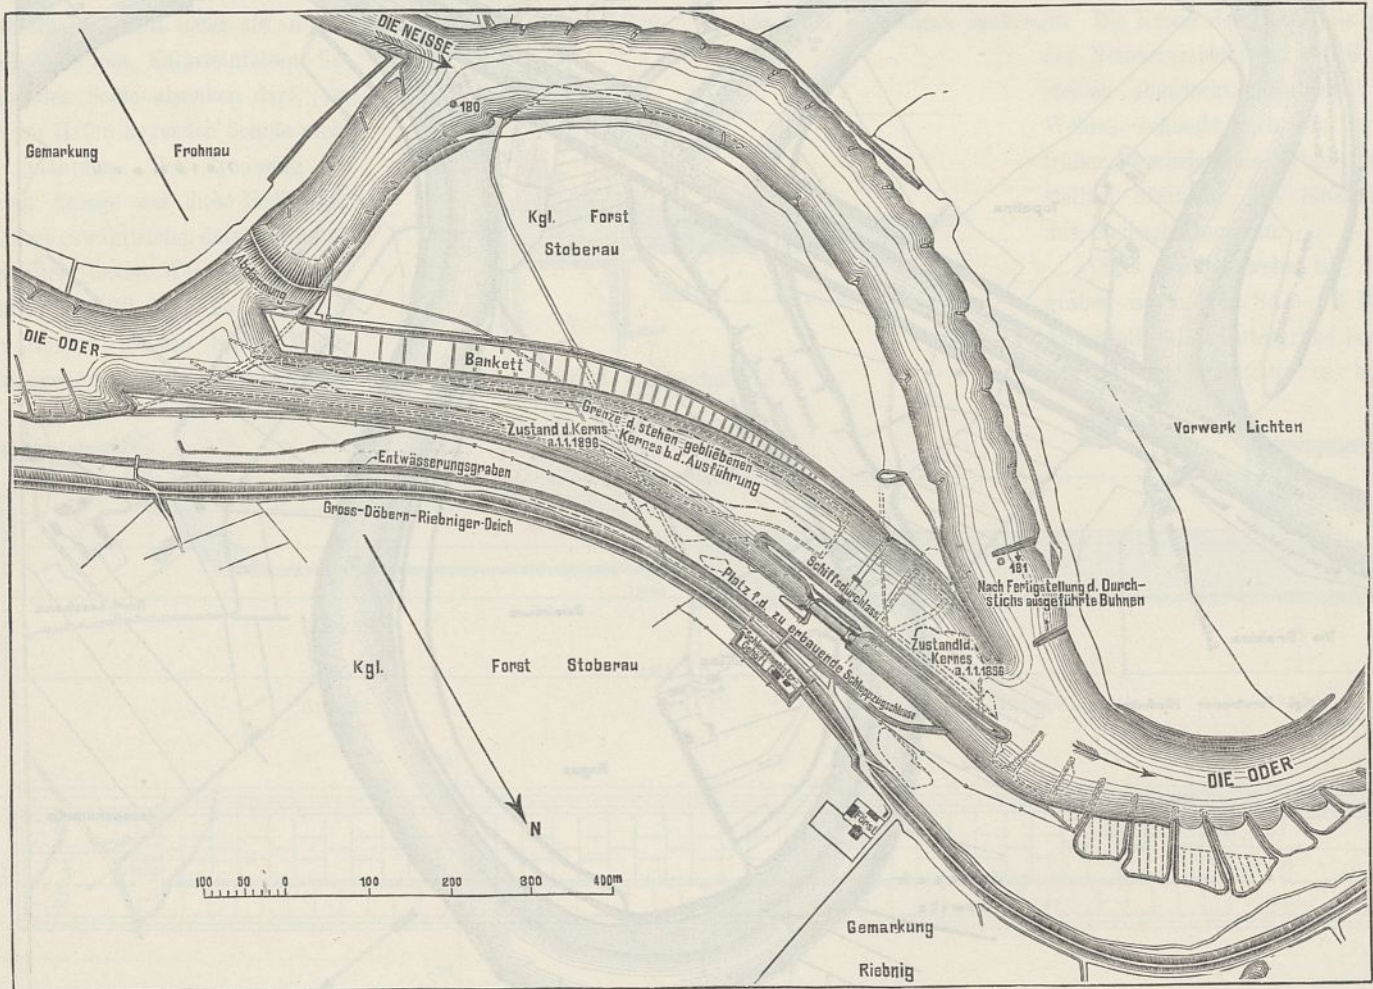 DIE NEISSE
180
Gemarkung Frohnau
Kgl. Forst
Stoberau
Abdämmung
DIE ODER
Bankett
Vorwerk Lichten
Grenze d. stehen gebliebenen
Kernes b.d. Ausführung
Zustand d. Kerns
a.1.1.1896
Entwässerungsgraben
Gross-Döbern-Riebniger-Deich
Schiffsdurchlass
181
Nach Fertigstellung d. Durch-
stichs ausgeführte Buhnen
Platz f.d. zu erbauende Schleppzugschleuse
Schleusenmeister
Gehöft
Zustand d.
Kernes
a.1.1.1896
Kgl. Forst Stoberau
DIE ODER
N
Först.
100 50 0 100 200 300 400m
Gemarkung
Riebnig